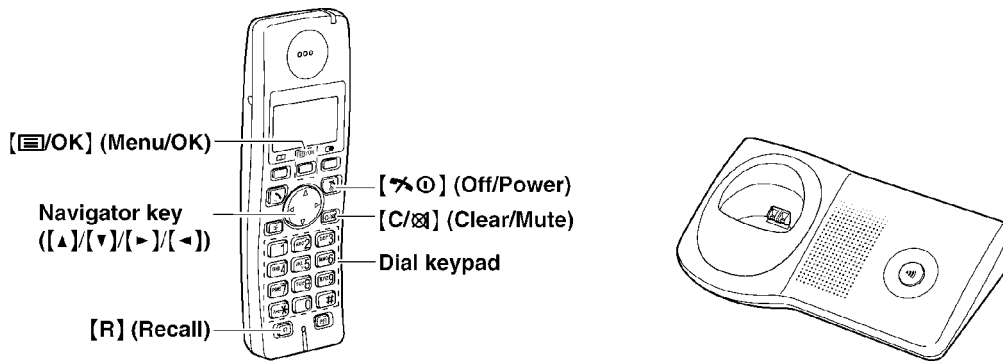 【☰/OK】 (Menu/OK)
Navigator key
(【▲】/【▼】/【►】/【◄】)
【R】 (Recall)
【✆⏻】 (Off/Power)
【C/🔇】 (Clear/Mute)
Dial keypad